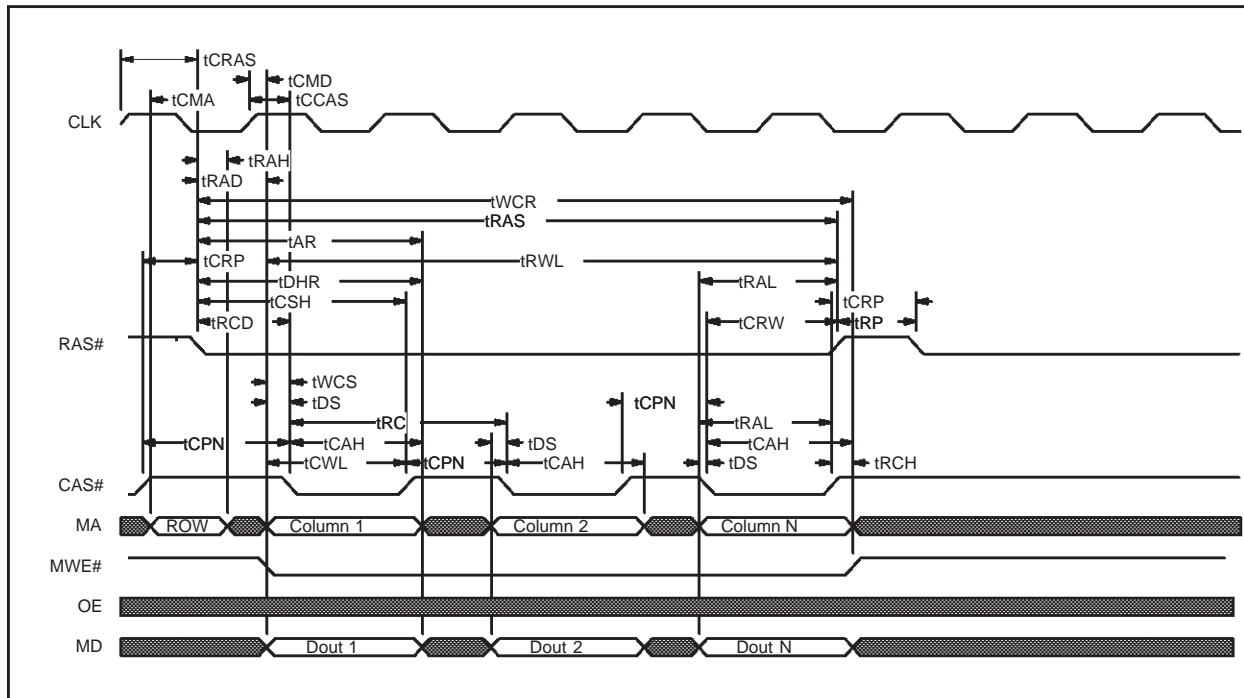 tCRAS
tCMD
tCMA
tCCAS
CLK
tRAH
tRAD
tWCR
tRAS
tAR
tCRP
tRWL
tDHR
tRAL
tCSH
tCRP
tRCD
tCRW
tRP
RAS#
tWCS
tDS
tCPN
tRC
tRAL
tCPN
tCAH
tDS
tCAH
tCWL
tCPN
tCAH
tDS
tRCH
CAS#
MA
ROW
Column 1
Column 2
Column N
MWE#
OE
MD
Dout 1
Dout 2
Dout N